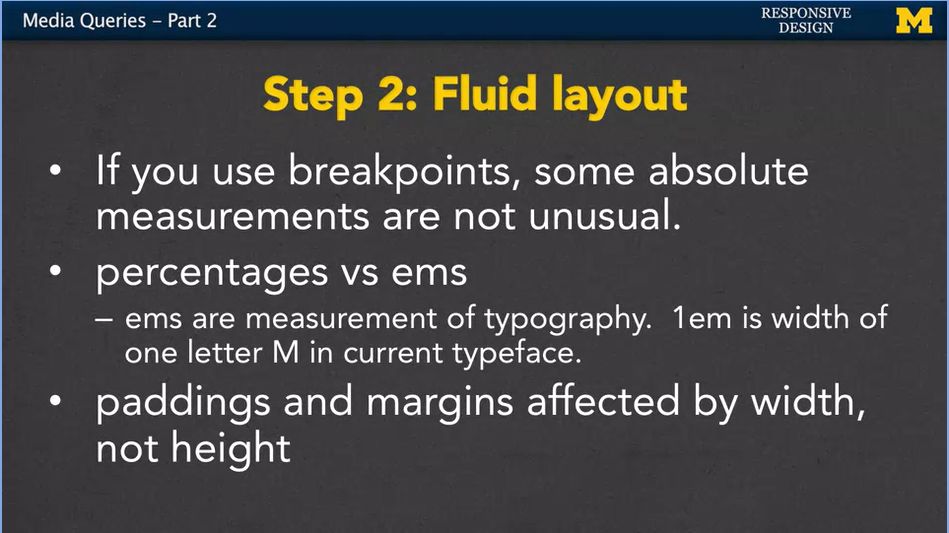 Media Queries – Part 2
RESPONSIVE
DESIGN
M
Step 2: Fluid layout
• If you use breakpoints, some absolute
measurements are not unusual.
• percentages vs ems
– ems are measurement of typography.  1em is width of
one letter M in current typeface.
• paddings and margins affected by width,
not height